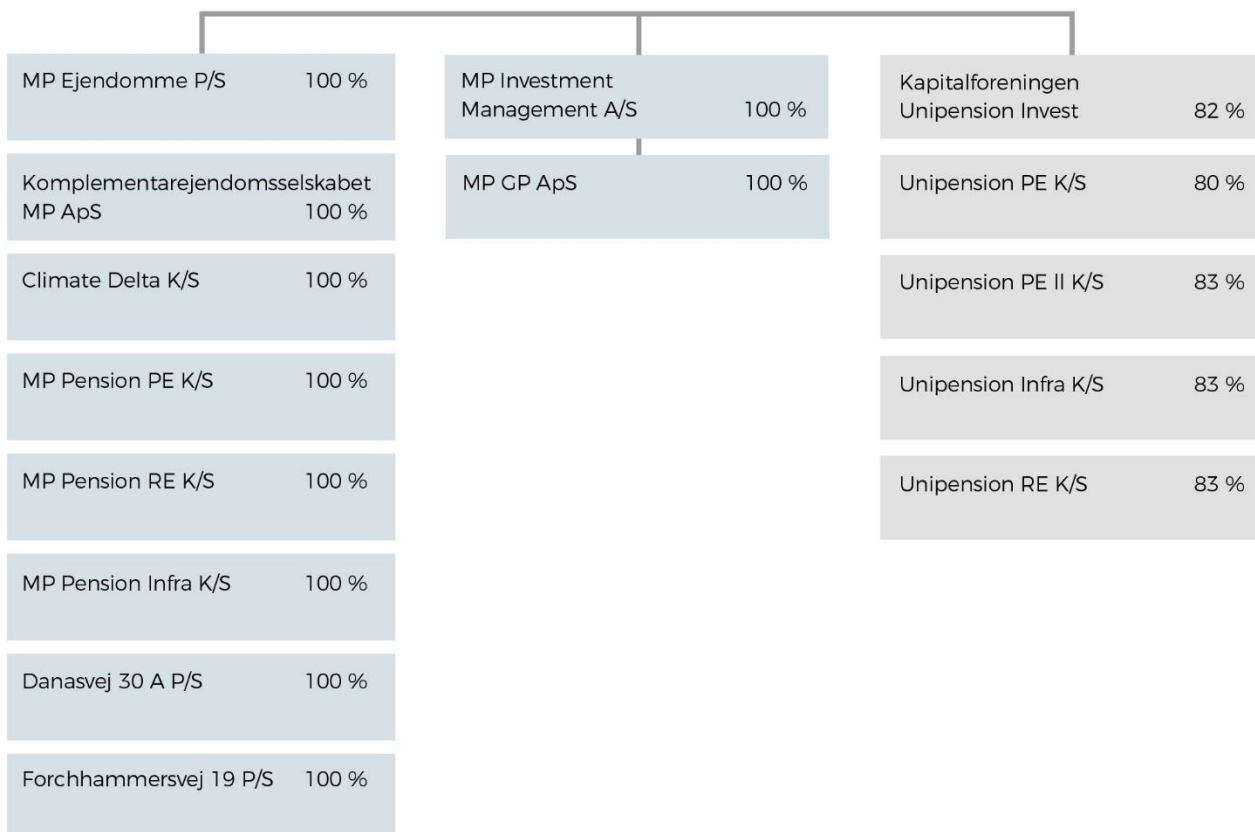 MP Ejendomme P/S 100 %
Komplementarejendomsselskabet
MP ApS 100 %
Climate Delta K/S 100 %
MP Pension PE K/S 100 %
MP Pension RE K/S 100 %
MP Pension Infra K/S 100 %
Danasvej 30 A P/S 100 %
Forchhammersvej 19 P/S 100 %
MP Investment
Management A/S 100 %
MP GP ApS 100 %
Kapitalforeningen
Unipension Invest 82 %
Unipension PE K/S 80 %
Unipension PE ll K/S 83 %
Unipension Infra K/S 83 %
Unipension RE K/S 83 %